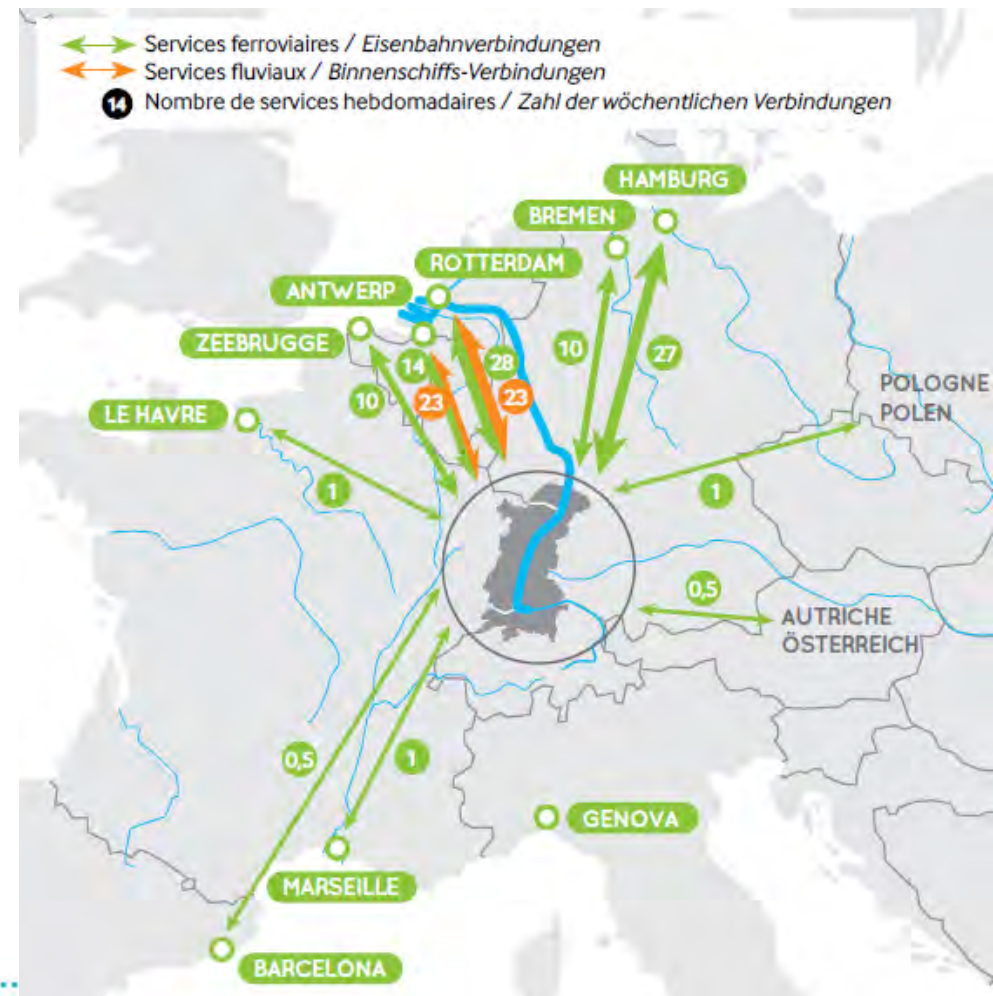 Services ferroviaires / Eisenbahnverbindungen
Services fluviaux / Binnenschiffs-Verbindungen
14 Nombre de services hebdomadaires / Zahl der wöchentlichen Verbindungen
HAMBURG
BREMEN
ROTTERDAM
ANTWERP
ZEEBRUGGE
14
28
10
27
10
23
23
POLOGNE
POLEN
LE HAVRE
1
1
0,5
AUTRICHE
ÖSTERREICH
0,5
1
GENOVA
MARSEILLE
BARCELONA